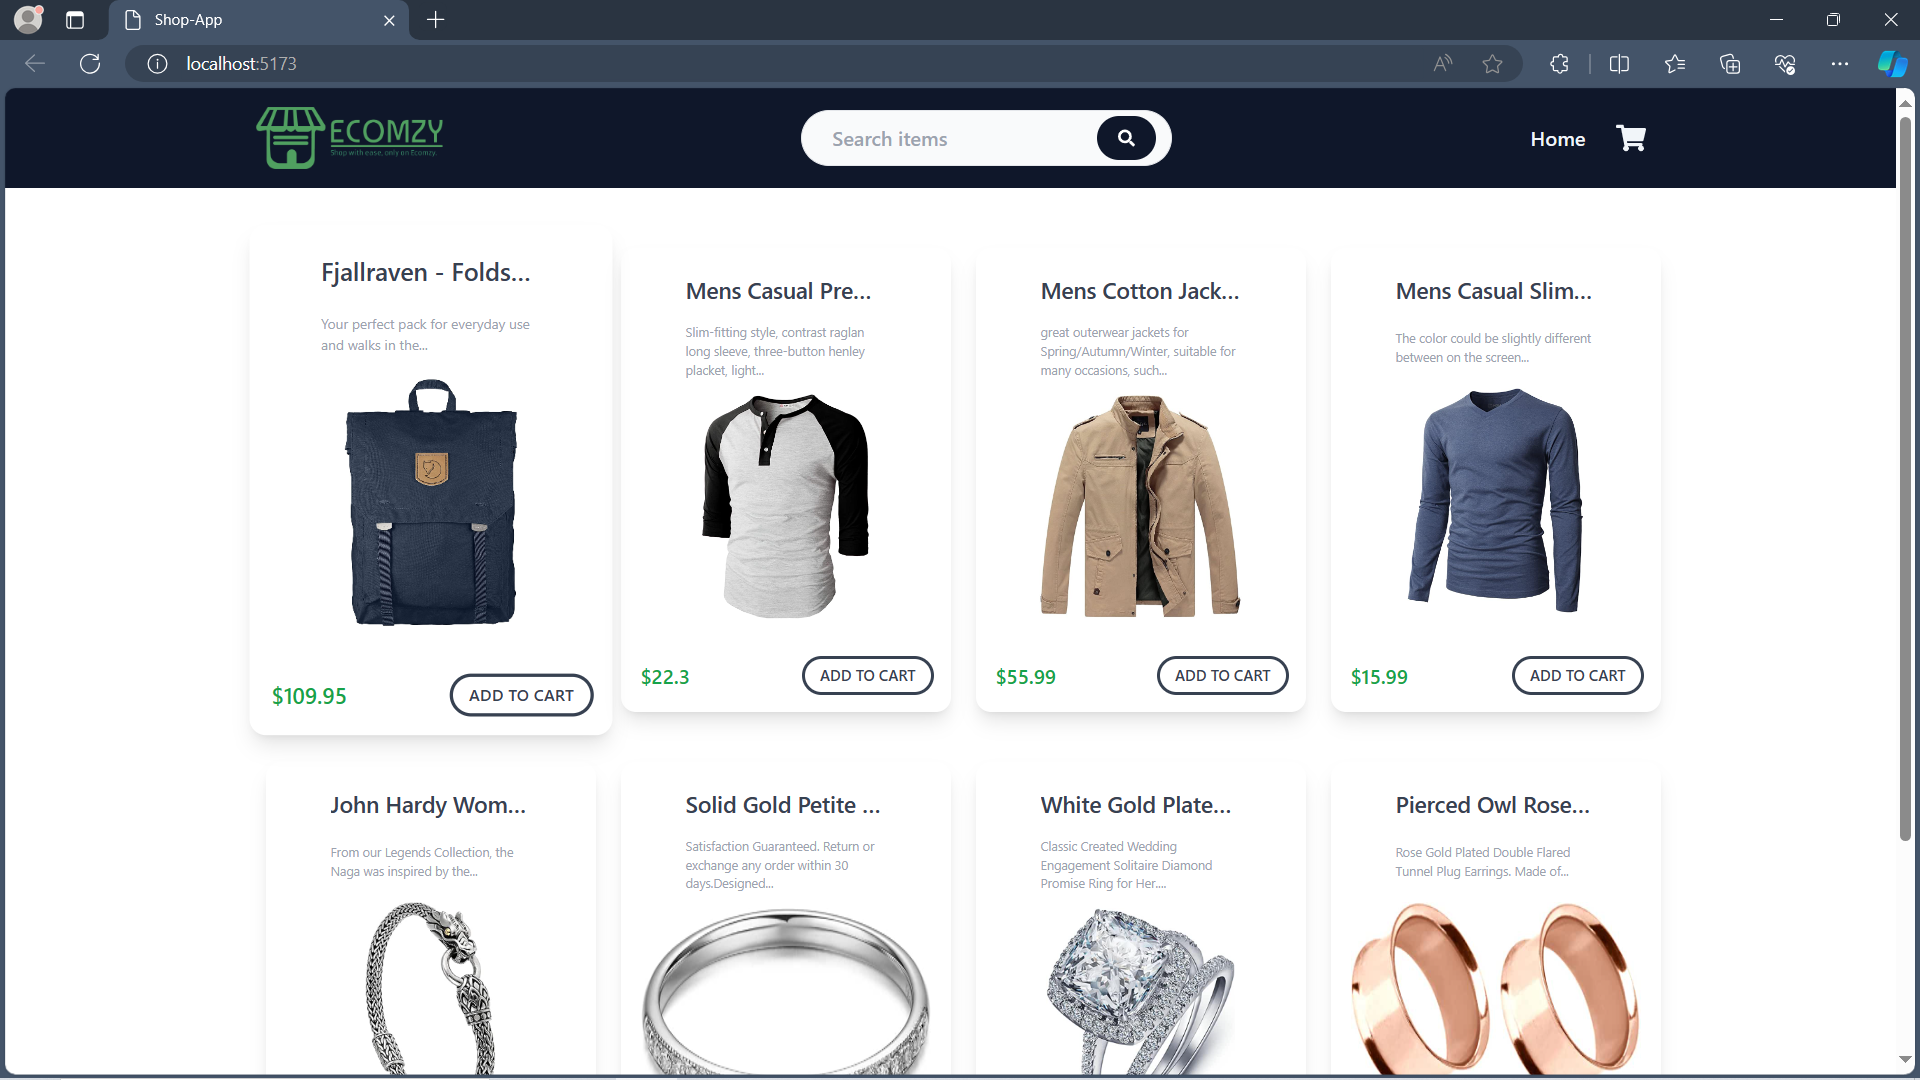 Shop-App
localhost:5173
ECOMZY
Shop with ease, only on Ecomzy.
Search items
Home
Fjallraven - Folds...
Your perfect pack for everyday use
and walks in the...
$109.95
ADD TO CART
Mens Casual Pre...
Slim-fitting style, contrast raglan
long sleeve, three-button henley
placket, light...
$22.3
ADD TO CART
Mens Cotton Jack...
great outerwear jackets for
Spring/Autumn/Winter, suitable for
many occasions, such...
$55.99
ADD TO CART
Mens Casual Slim...
The color could be slightly different
between on the screen...
$15.99
ADD TO CART
John Hardy Wom...
From our Legends Collection, the
Naga was inspired by the...
Solid Gold Petite ...
Satisfaction Guaranteed. Return or
exchange any order within 30
days.Designed...
White Gold Plate...
Classic Created Wedding
Engagement Solitaire Diamond
Promise Ring for Her....
Pierced Owl Rose...
Rose Gold Plated Double Flared
Tunnel Plug Earrings. Made of...